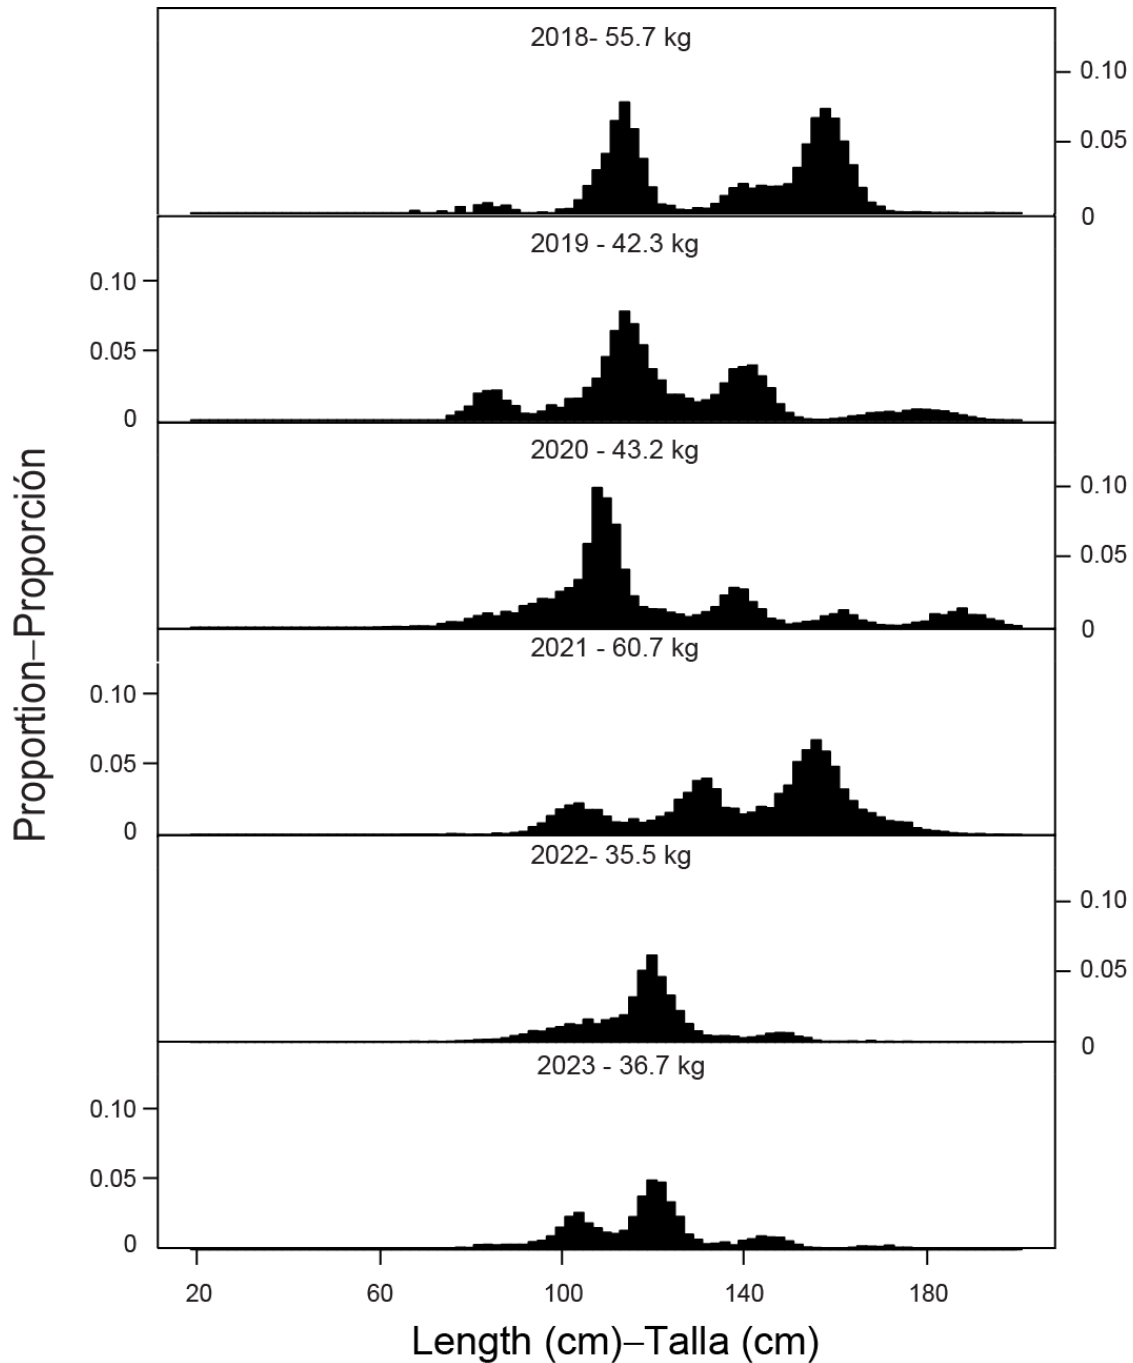 2018- 55.7 kg
0.10
0.05
0
2019 - 42.3 kg
0.10
0.05
0
2020 - 43.2 kg
0.10
0.05
0
2021 - 60.7 kg
0.10
0.05
0
2022- 35.5 kg
0.10
0.05
0
2023 - 36.7 kg
0.10
0.05
0
Proportion–Proporción
20 60 100 140 180
Length (cm)–Talla (cm)